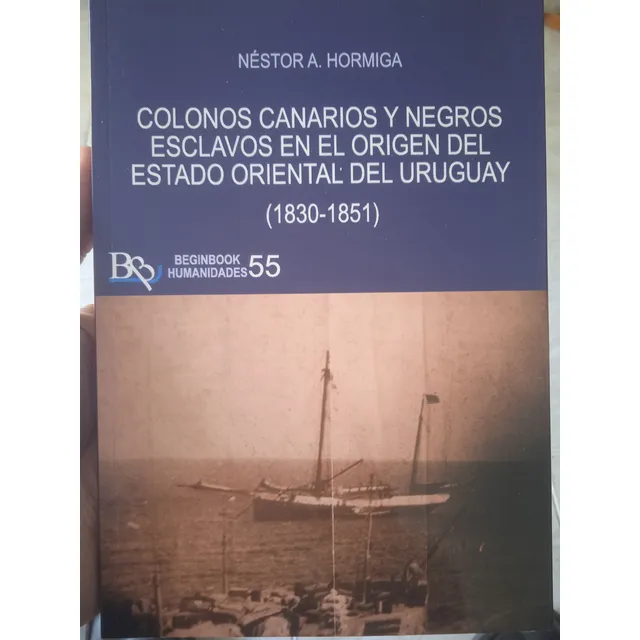 NÉSTOR A. HORMIGA
COLONOS CANARIOS Y NEGROS
ESCLAVOS EN EL ORIGEN DEL
ESTADO ORIENTAL DEL URUGUAY
(1830-1851)
BEGINBOOK
HUMANIDADES 55